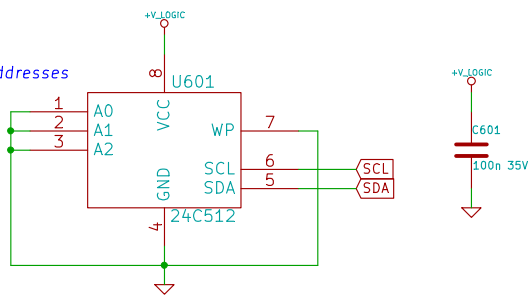 +V_LOGIC
ddresses
8
U601
+V_LOGIC
1 A0 VCC
2 A1 WP 7
3 A2
C601
100n 35V
SCL 6 SCL
GND SDA 5 SDA
4 24C512